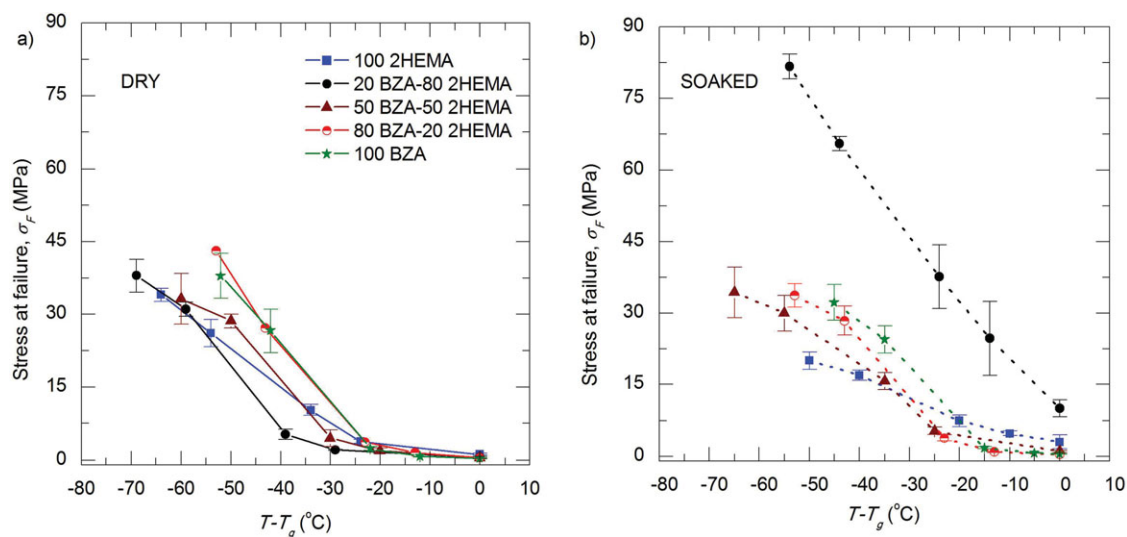 a)
DRY
100 2HEMA
20 BZA-80 2HEMA
50 BZA-50 2HEMA
80 BZA-20 2HEMA
100 BZA
Stress at failure, σF (MPa)
90
75
60
45
30
15
0
-80 -70 -60 -50 -40 -30 -20 -10 0 10
T-Tg (°C)
b)
SOAKED
Stress at failure, σF (MPa)
90
75
60
45
30
15
0
-80 -70 -60 -50 -40 -30 -20 -10 0 10
T-Tg (°C)